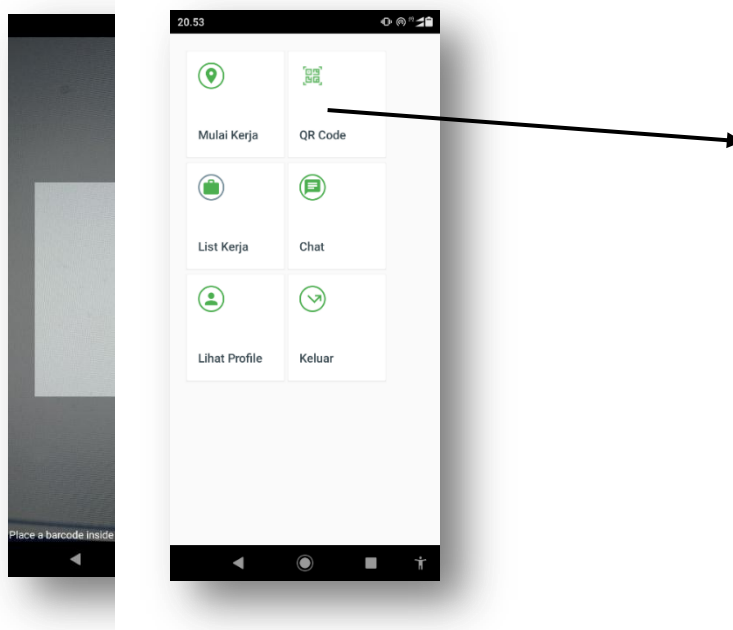 20.53
Mulai Kerja
QR Code
List Kerja
Chat
Lihat Profile
Keluar
Place a barcode inside